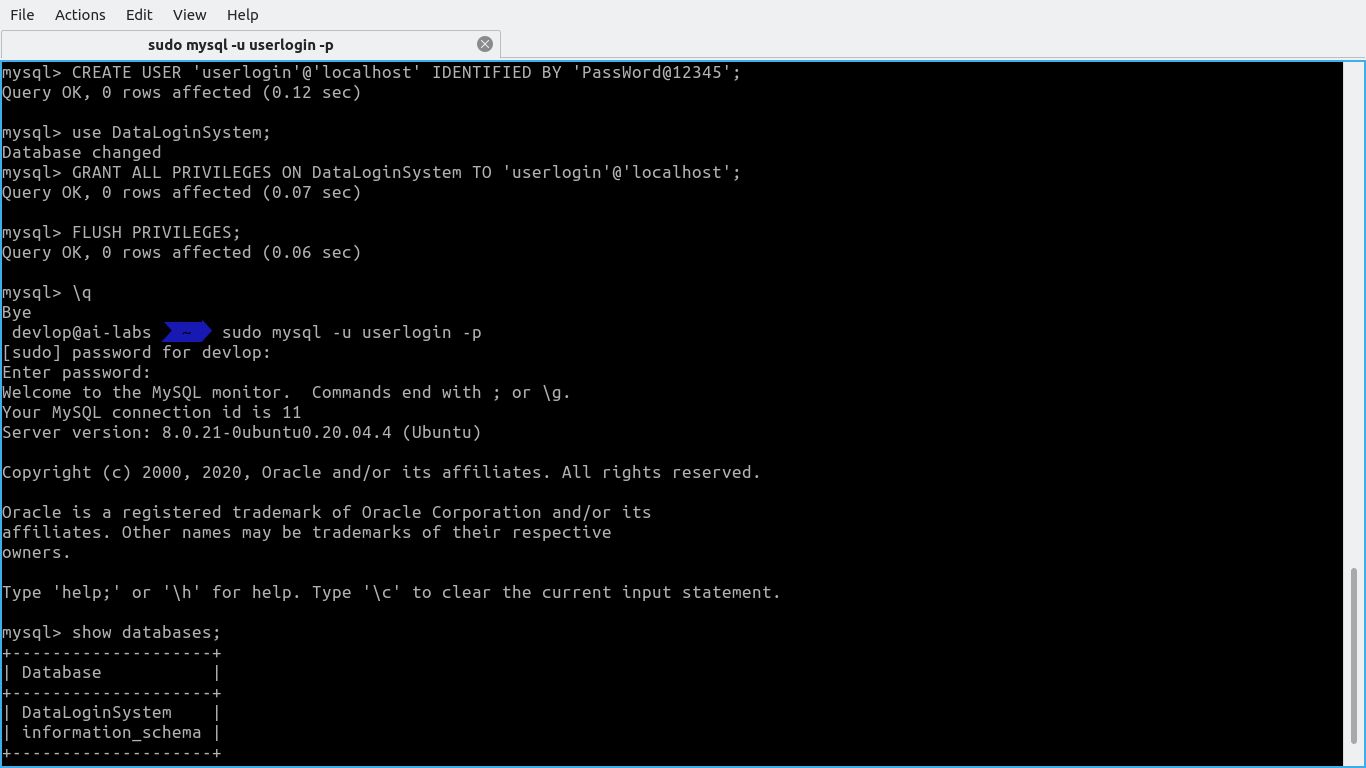 File Actions Edit View Help
sudo mysql -u userlogin -p
mysql> CREATE USER 'userlogin'@'localhost' IDENTIFIED BY 'PassWord@12345';
Query OK, 0 rows affected (0.12 sec)
mysql> use DataLoginSystem;
Database changed
mysql> GRANT ALL PRIVILEGES ON DataLoginSystem TO 'userlogin'@'localhost';
Query OK, 0 rows affected (0.07 sec)
mysql> FLUSH PRIVILEGES;
Query OK, 0 rows affected (0.06 sec)
mysql> \q
Bye
devlop@ai-labs ~ sudo mysql -u userlogin -p
[sudo] password for devlop:
Enter password:
Welcome to the MySQL monitor.  Commands end with ; or \g.
Your MySQL connection id is 11
Server version: 8.0.21-0ubuntu0.20.04.4 (Ubuntu)
Copyright (c) 2000, 2020, Oracle and/or its affiliates. All rights reserved.
Oracle is a registered trademark of Oracle Corporation and/or its
affiliates. Other names may be trademarks of their respective
owners.
Type 'help;' or '\h' for help. Type '\c' to clear the current input statement.
mysql> show databases;
+--------------------+
| Database           |
+--------------------+
| DataLoginSystem    |
| information_schema |
+--------------------+